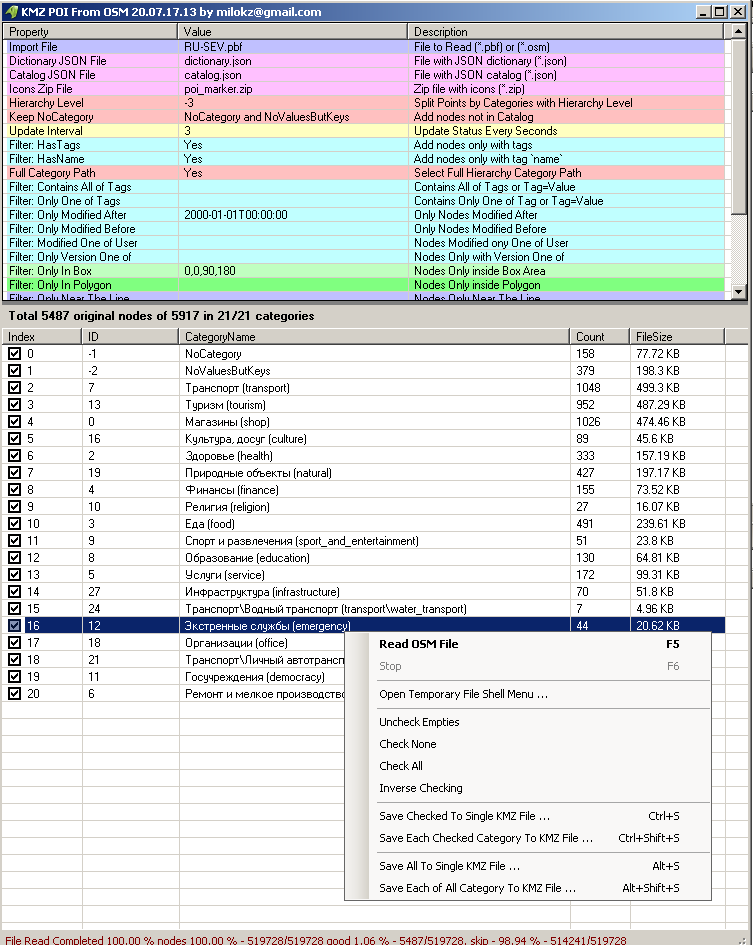 KMZ POI From OSM 20.07.17.13 by milokz@gmail.com
Property Value Description
Import File RU-SEV.pbf File to Read (*.pbf) or (*.osm)
Dictionary JSON File dictionary.json File with JSON dictionary (*.json)
Catalog JSON File catalog.json File with JSON catalog (*.json)
Icons Zip File poi_marker.zip Zip file with icons (*.zip)
Hierarchy Level -3 Split Points by Categories with Hierarchy Level
Keep NoCategory NoCategory and NoValuesButKeys Add nodes not in Catalog
Update Interval 3 Update Status Every Seconds
Filter: HasTags Yes Add nodes only with tags
Filter: HasName Yes Add nodes only with tag `name`
Full Category Path Yes Select Full Hierarchy Category Path
Filter: Contains All of Tags Contains All of Tags or Tag=Value
Filter: Only One of Tags Contains Only One of Tag or Tag=Value
Filter: Only Modified After 2000-01-01T00:00:00 Only Nodes Modified After
Filter: Only Modified Before Only Nodes Modified Before
Filter: Modified One of User Nodes Modified ony One of User
Filter: Only Version One of Nodes Only with Version One of
Filter: Only In Box 0,0,90,180 Nodes Only inside Box Area
Filter: Only In Polygon Nodes Only inside Polygon
Filter: Only Near The Line Nodes Only Near The Line
Total 5487 original nodes of 5917 in 21/21 categories
Index ID CategoryName Count FileSize
0 -1 NoCategory 158 77.72 KB
1 -2 NoValuesButKeys 379 198.3 KB
2 7 Транспорт (transport) 1048 499.3 KB
3 13 Туризм (tourism) 952 487.29 KB
4 0 Магазины (shop) 1026 474.46 KB
5 16 Культура, досуг (culture) 89 45.6 KB
6 2 Здоровье (health) 333 157.19 KB
7 19 Природные объекты (natural) 427 197.17 KB
8 4 Финансы (finance) 155 73.52 KB
9 10 Религия (religion) 27 16.07 KB
10 3 Еда (food) 491 239.61 KB
11 9 Спорт и развлечения (sport_and_entertainment) 51 23.8 KB
12 8 Образование (education) 130 64.81 KB
13 5 Услуги (service) 172 99.31 KB
14 27 Инфраструктура (infrastructure) 70 51.8 KB
15 24 Транспорт\Водный транспорт (transport\water_transport) 7 4.96 KB
16 12 Экстренные службы (emergency) 44 20.62 KB
17 18 Организации (office)
18 21 Транспорт\Личный автотрансп
19 11 Госучреждения (democracy)
20 6 Ремонт и мелкое производство
Read OSM File F5
Stop F6
Open Temporary File Shell Menu ...
Uncheck Empties
Check None
Check All
Inverse Checking
Save Checked To Single KMZ File ... Ctrl+S
Save Each Checked Category To KMZ File ... Ctrl+Shift+S
Save All To Single KMZ File ... Alt+S
Save Each of All Category To KMZ File ... Alt+Shift+S
File Read Completed 100.00 % nodes 100.00 % - 519728/519728 good 1.06 % - 5487/519728, skip - 98.94 % - 514241/519728